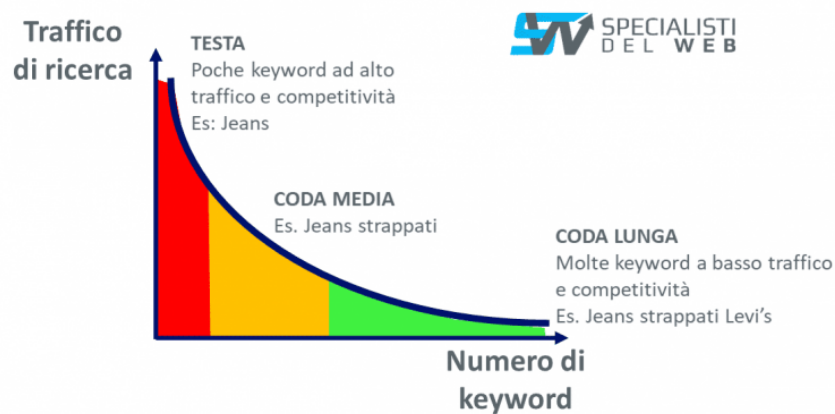 Traffico
di ricerca
TESTA
Poche keyword ad alto
traffico e competitività
Es: Jeans
SW SPECIALISTI
DEL WEB
CODA MEDIA
Es. Jeans strappati
CODA LUNGA
Molte keyword a basso traffico
e competitività
Es. Jeans strappati Levi’s
Numero di
keyword